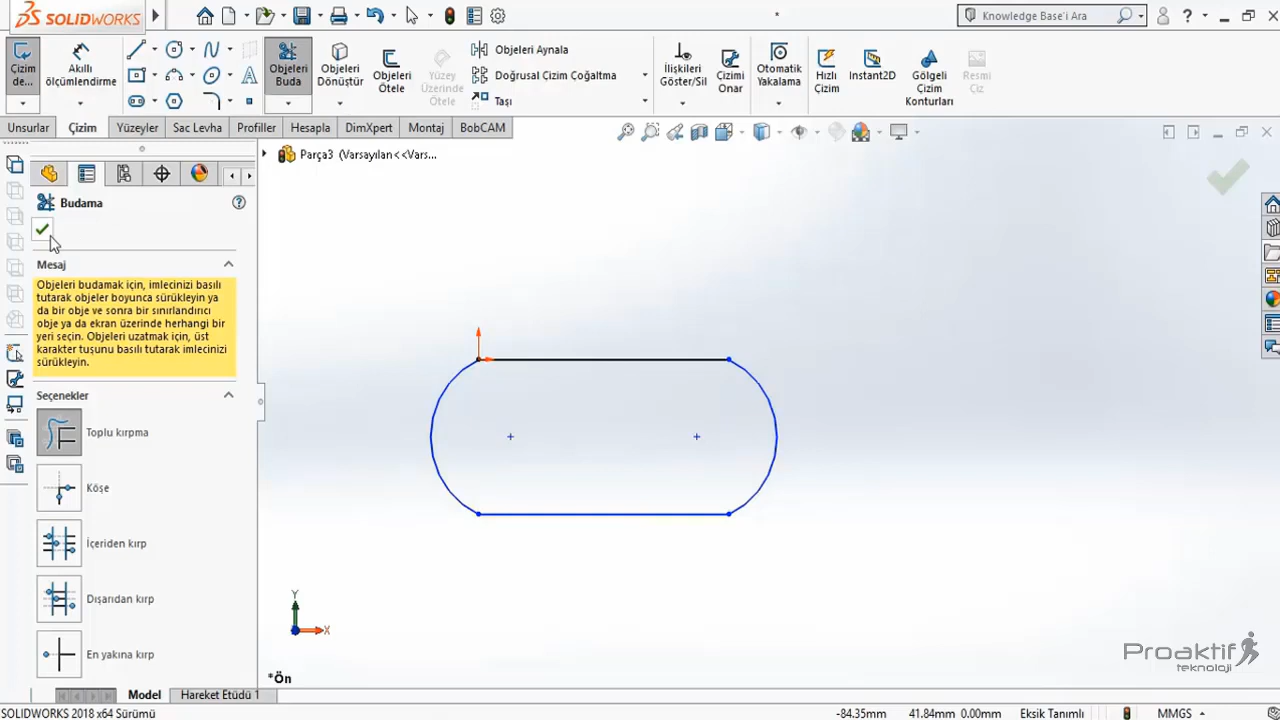 SOLIDWORKS
Knowledge Base'i Ara
Çizim
de...
Akıllı
ölçümlendirme
Objeleri
Buda
Objeleri
Dönüştür
Objeleri
Ötele
Yüzey
Üzerinde
Ötele
Objeleri Aynala
Doğrusal Çizim Çoğaltma
Taşı
İlişkileri
Göster/Sil
Çizimi
Onar
Otomatik
Yakalama
Hızlı
Çizim
Instant2D
Gölgeli
Çizim
Konturları
Resmi
Çiz
Unsurlar
Çizim
Yüzeyler
Sac Levha
Profiller
Hesapla
DimXpert
Montaj
BobCAM
Parça3 (Varsayılan<<Vars...
Budama
Mesaj
Objeleri budamak için, imlecinizi basılı
tutarak objeler boyunca sürükleyin ya
da bir obje ve sonra bir sınırlandırıcı
obje ya da ekran üzerinde herhangi bir
yeri seçin. Objeleri uzatmak için, üst
karakter tuşunu basılı tutarak imlecinizi
sürükleyin.
Seçenekler
Toplu kırpma
Köşe
İçeriden kırp
Dışarıdan kırp
En yakına kırp
Y
X
*Ön
Proaktif
teknoloji
Model
Hareket Etüdü 1
SOLIDWORKS 2018 x64 Sürümü
-84.35mm
41.84mm 0.00mm
Eksik Tanımlı
MMGS